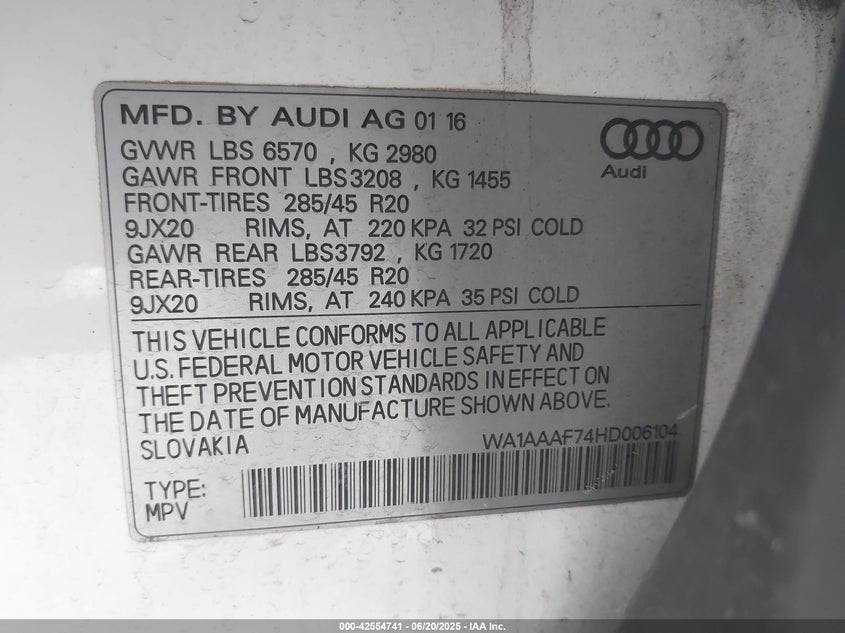 MFD. BY AUDI AG 01 16
GVWR LBS 6570 , KG 2980
GAWR FRONT LBS3208 , KG 1455
FRONT-TIRES 285/45 R20
9JX20 RIMS, AT 220 KPA 32 PSI COLD
GAWR REAR LBS3792 , KG 1720
REAR-TIRES 285/45 R20
9JX20 RIMS, AT 240 KPA 35 PSI COLD
Audi
THIS VEHICLE CONFORMS TO ALL APPLICABLE
U.S. FEDERAL MOTOR VEHICLE SAFETY AND
THEFT PREVENTION STANDARDS IN EFFECT ON
THE DATE OF MANUFACTURE SHOWN ABOVE.
SLOVAKIA WA1AAAF74HD006104
TYPE:
MPV
000-42554741 - 06/20/2025 - IAA Inc.